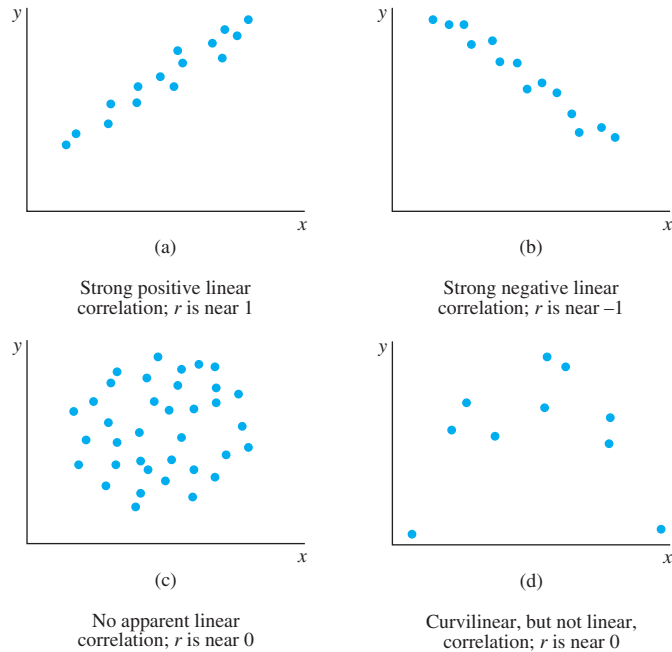 y
y
x
x
(a)
(b)
Strong positive linear
correlation; r is near 1
Strong negative linear
correlation; r is near –1
y
y
x
x
(c)
(d)
No apparent linear
correlation; r is near 0
Curvilinear, but not linear,
correlation; r is near 0